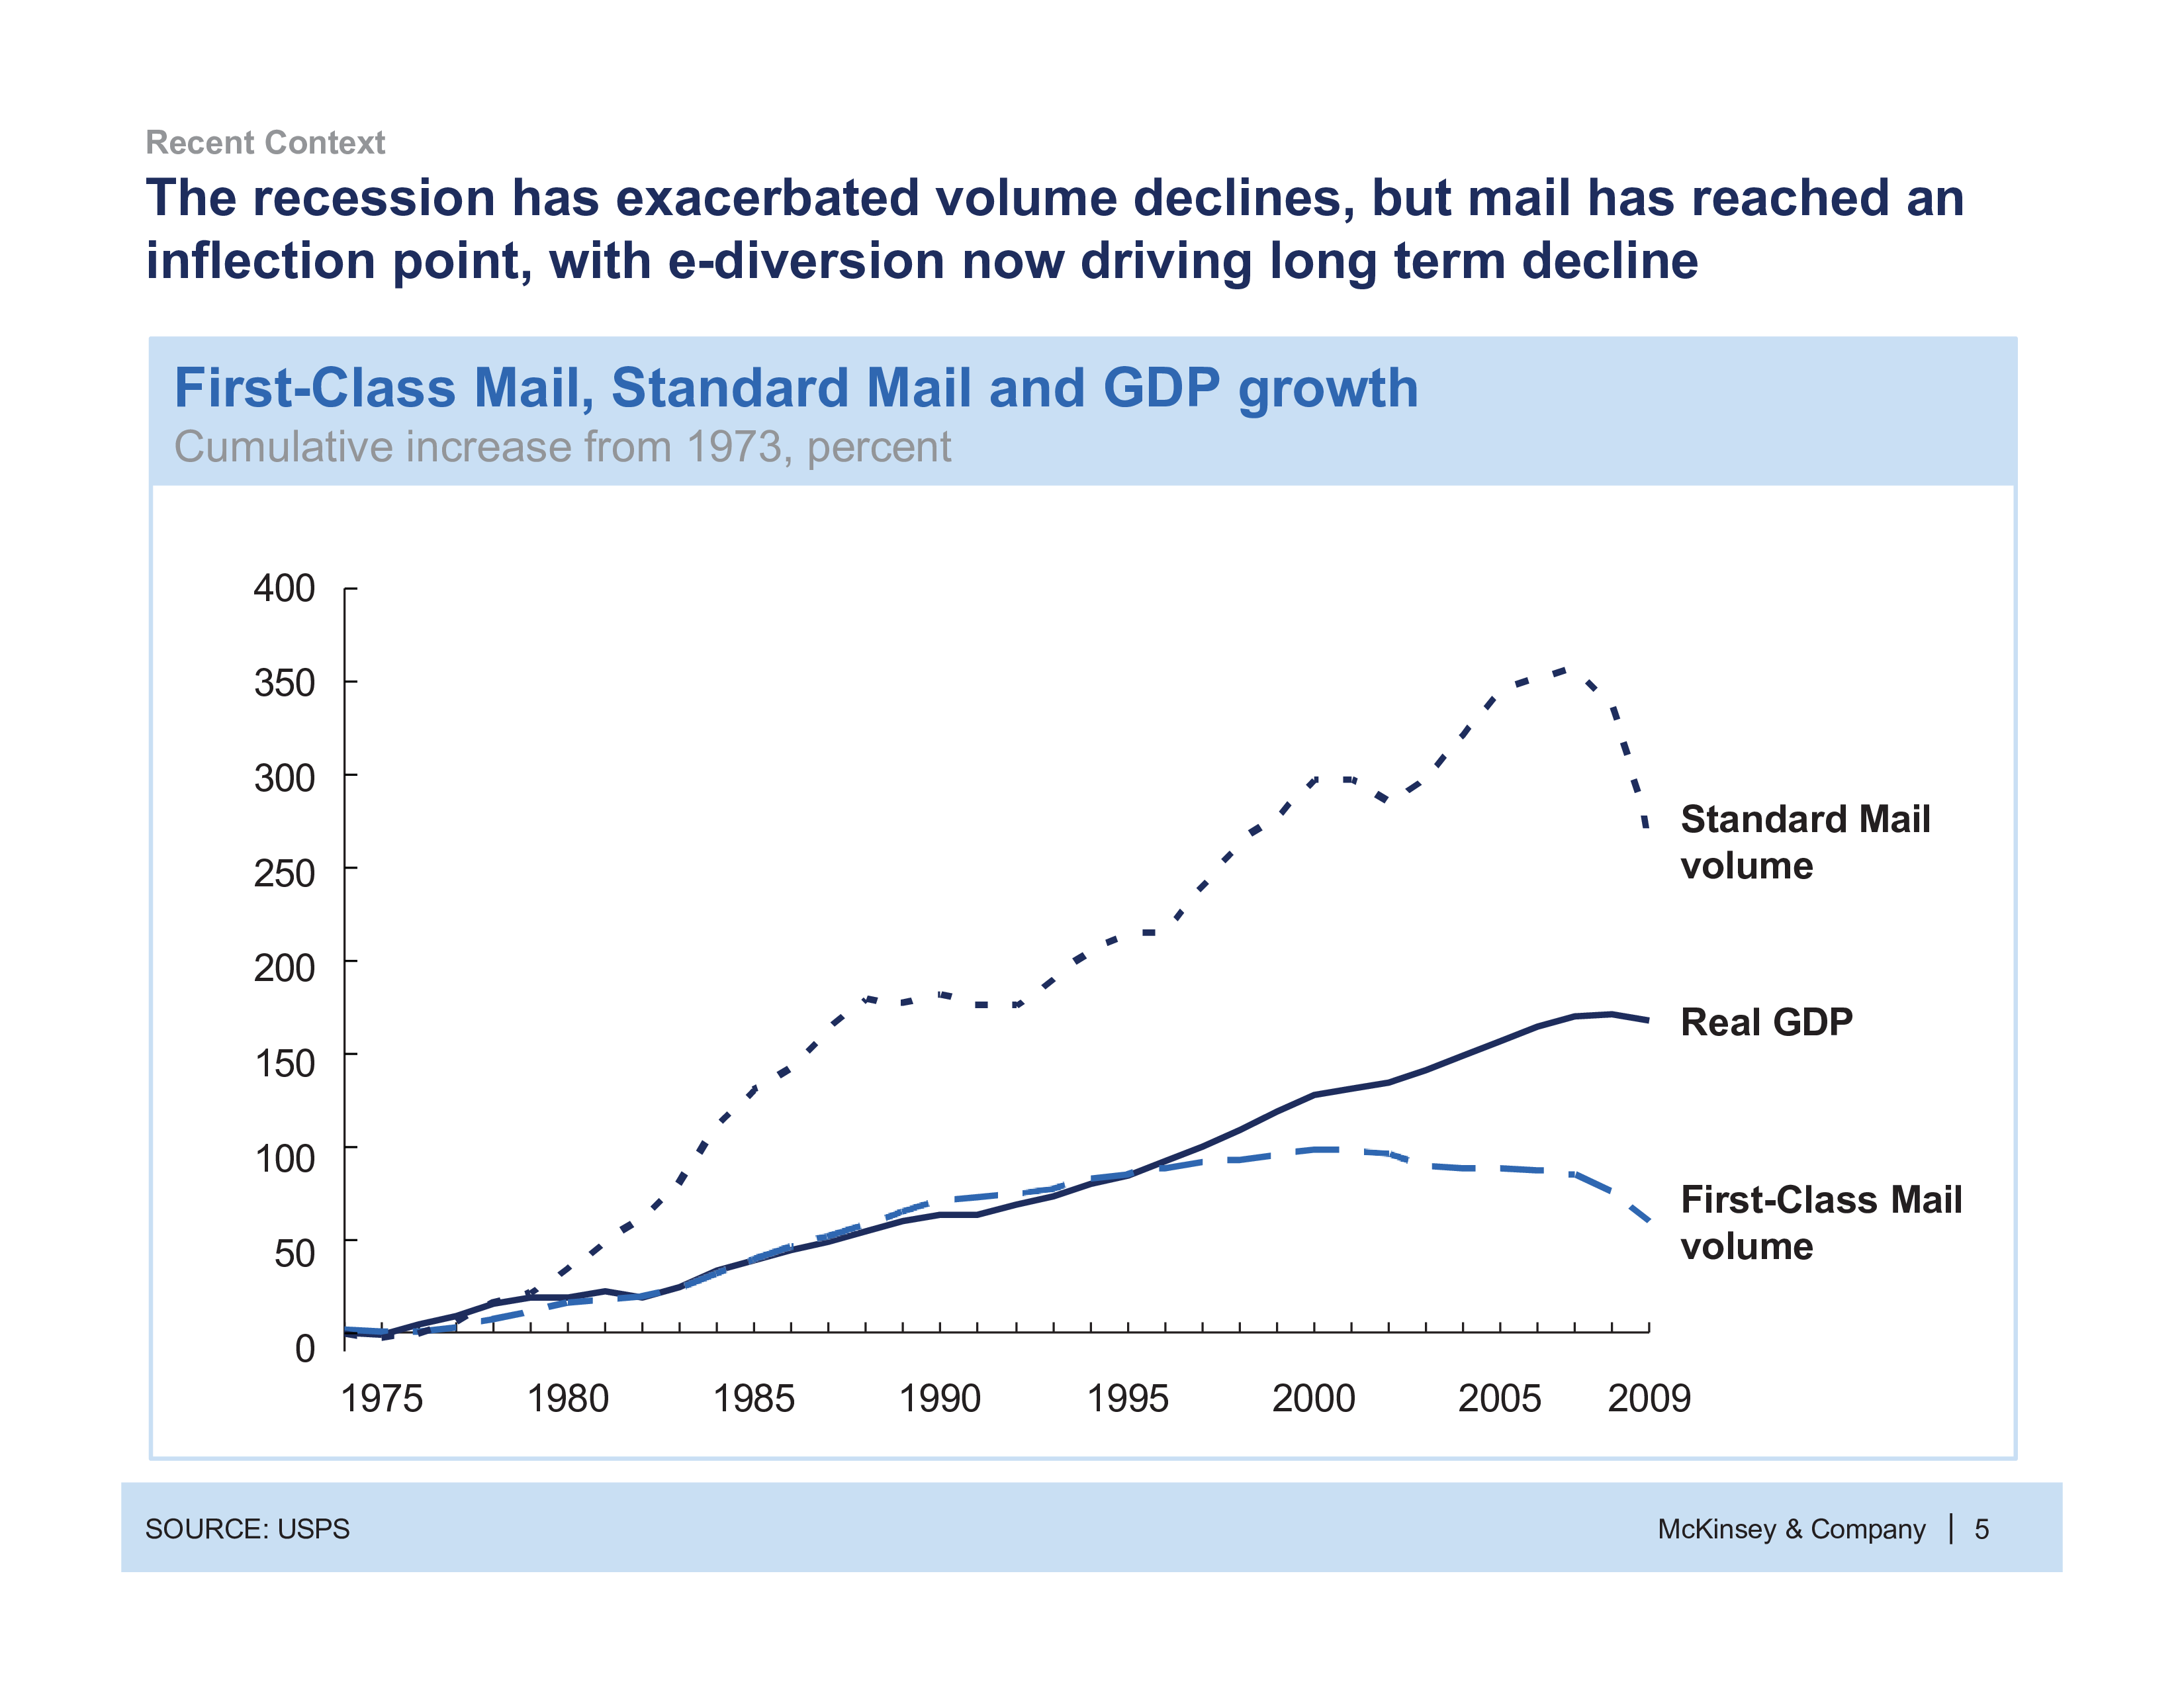 Recent Context
The recession has exacerbated volume declines, but mail has reached an
inflection point, with e-diversion now driving long term decline
First-Class Mail, Standard Mail and GDP growth
Cumulative increase from 1973, percent
400
350
300
250
200
150
100
50
0
Standard Mail
volume
Real GDP
First-Class Mail
volume
1975 1980 1985 1990 1995 2000 2005 2009
SOURCE: USPS
McKinsey & Company | 5